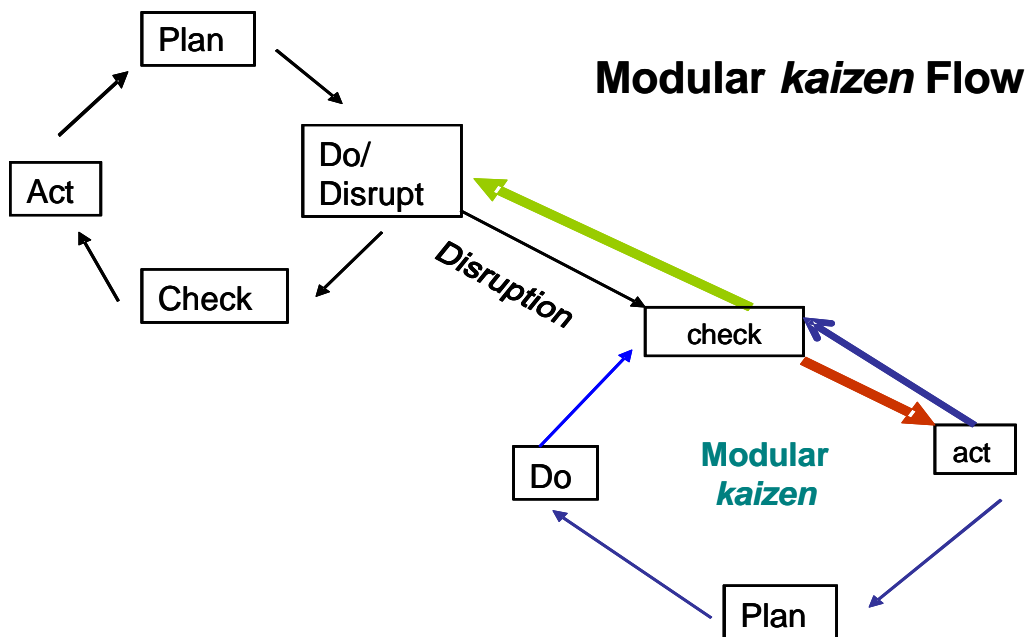 Plan
Modular kaizen Flow
Do/
Disrupt
Act
Disruption
Check
check
Modular
kaizen
act
Do
Plan